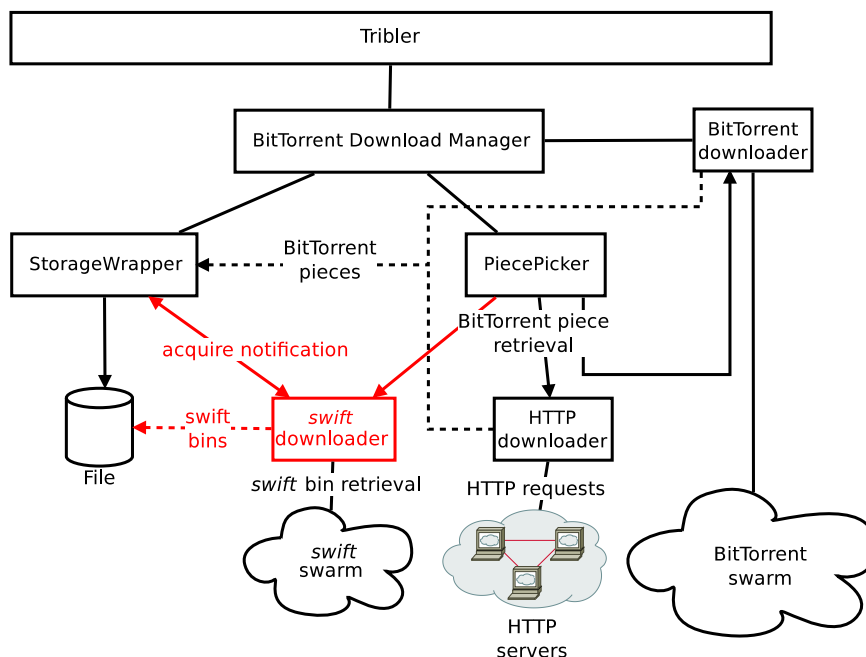 Tribler
BitTorrent Download Manager
BitTorrent
downloader
StorageWrapper
BitTorrent
pieces
PiecePicker
BitTorrent piece
retrieval
acquire notification
swift
bins
swift
downloader
HTTP
downloader
File
swift bin retrieval
HTTP requests
swift
swarm
BitTorrent
swarm
HTTP
servers